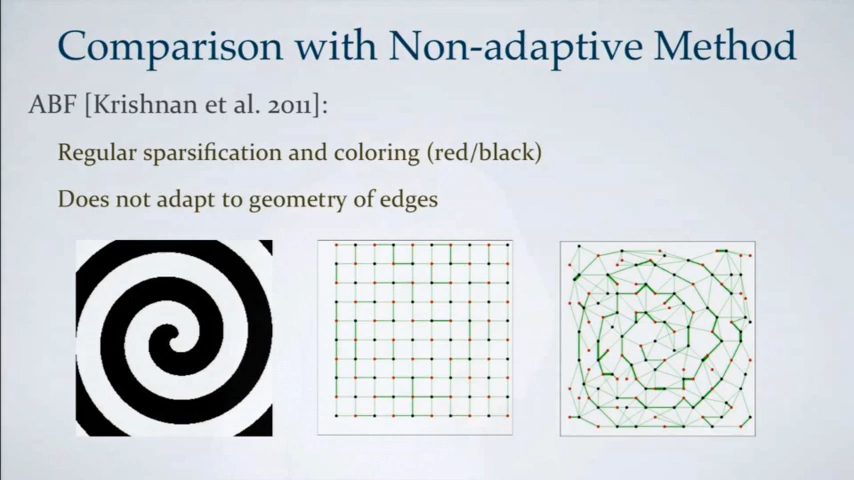 Comparison with Non-adaptive Method
ABF [Krishnan et al. 2011]:
Regular sparsification and coloring (red/black)
Does not adapt to geometry of edges